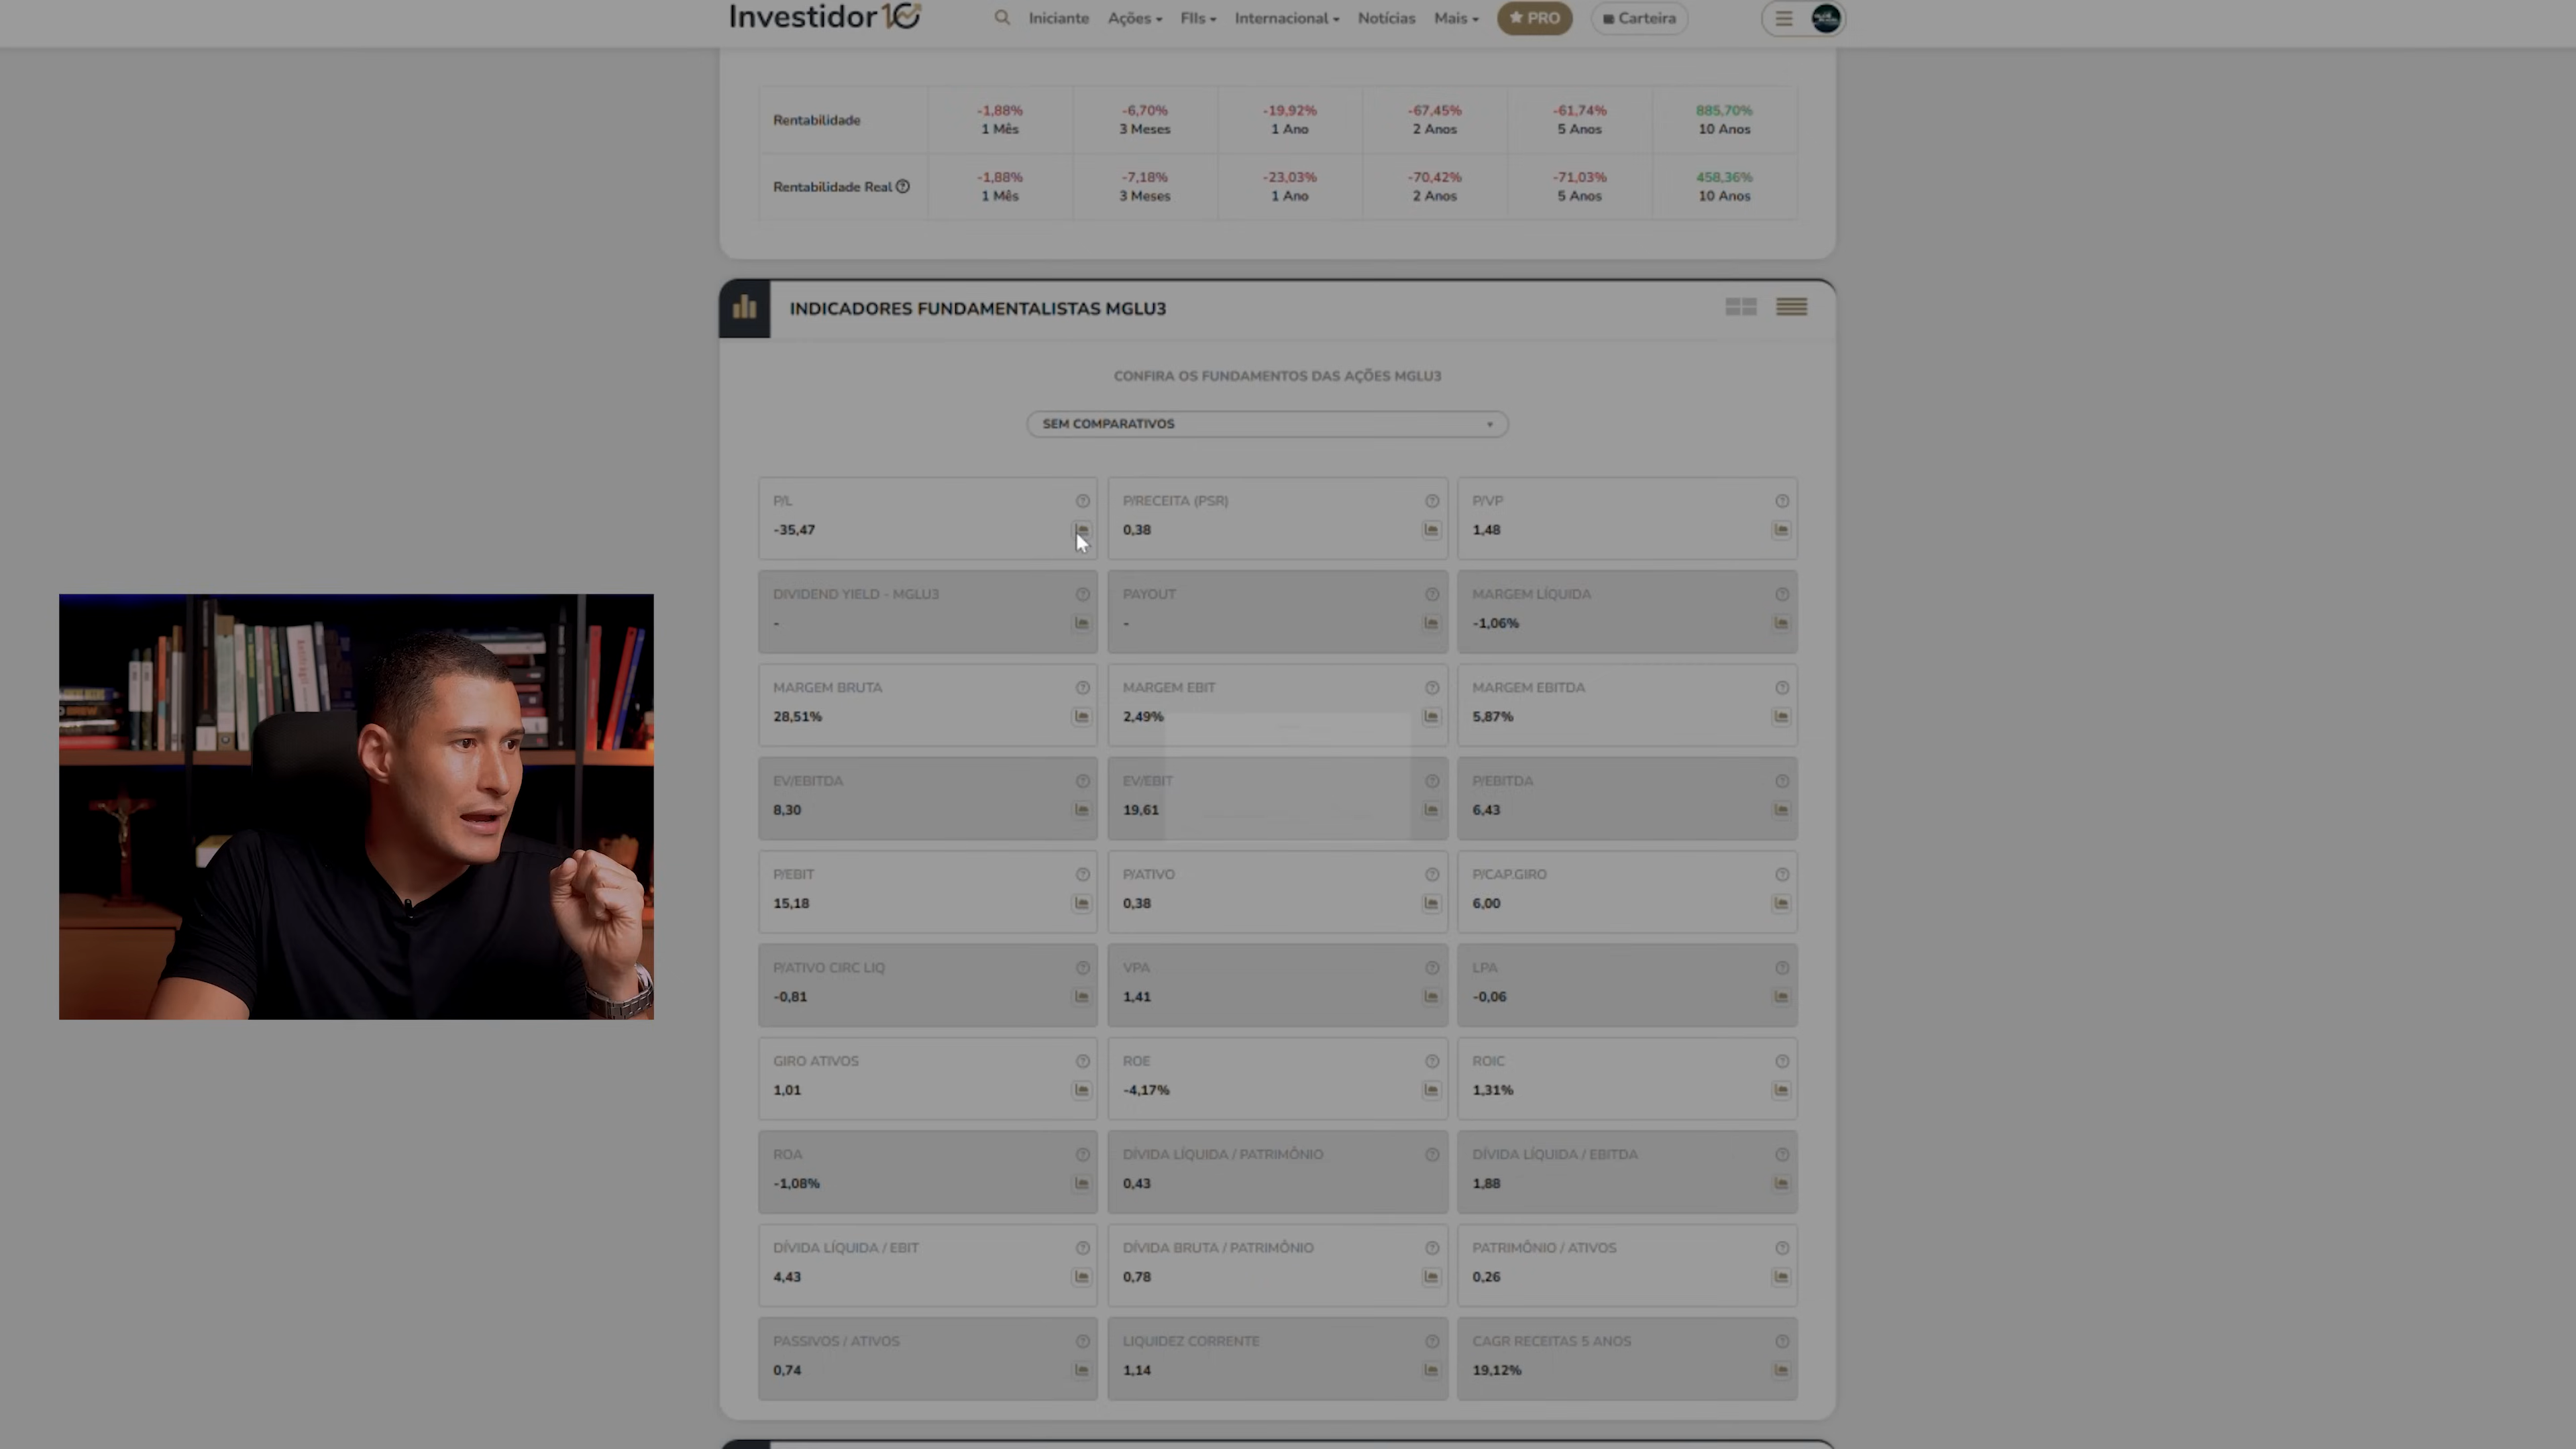 Investidor10
Iniciante Ações FIIs Internacional Notícias Mais PRO Carteira
Rentabilidade -1,88% -6,70% -19,92% -67,45% -61,74% 885,70%
1 Mês 3 Meses 1 Ano 2 Anos 5 Anos 10 Anos
Rentabilidade Real -1,88% -7,18% -23,03% -70,42% -71,03% 458,36%
1 Mês 3 Meses 1 Ano 2 Anos 5 Anos 10 Anos
INDICADORES FUNDAMENTALISTAS MGLU3
CONFIRA OS FUNDAMENTOS DAS AÇÕES MGLU3
SEM COMPARATIVOS
P/L P/RECEITA (PSR) P/VP
-35,47 0,38 1,48
DIVIDEND YIELD - MGLU3 PAYOUT MARGEM LÍQUIDA
- - -1,06%
MARGEM BRUTA MARGEM EBIT MARGEM EBITDA
28,51% 2,49% 5,87%
EV/EBITDA EV/EBIT P/EBITDA
8,30 19,61 6,43
P/EBIT P/ATIVO P/CAP.GIRO
15,18 0,38 6,00
P/ATIVO CIRC LIQ VPA LPA
-0,81 1,41 -0,06
GIRO ATIVOS ROE ROIC
1,01 -4,17% 1,31%
ROA DÍVIDA LÍQUIDA / PATRIMÔNIO DÍVIDA LÍQUIDA / EBITDA
-1,08% 0,43 1,88
DÍVIDA LÍQUIDA / EBIT DÍVIDA BRUTA / PATRIMÔNIO PATRIMÔNIO / ATIVOS
4,43 0,78 0,26
PASSIVOS / ATIVOS LIQUIDEZ CORRENTE CAGR RECEITAS 5 ANOS
0,74 1,14 19,12%